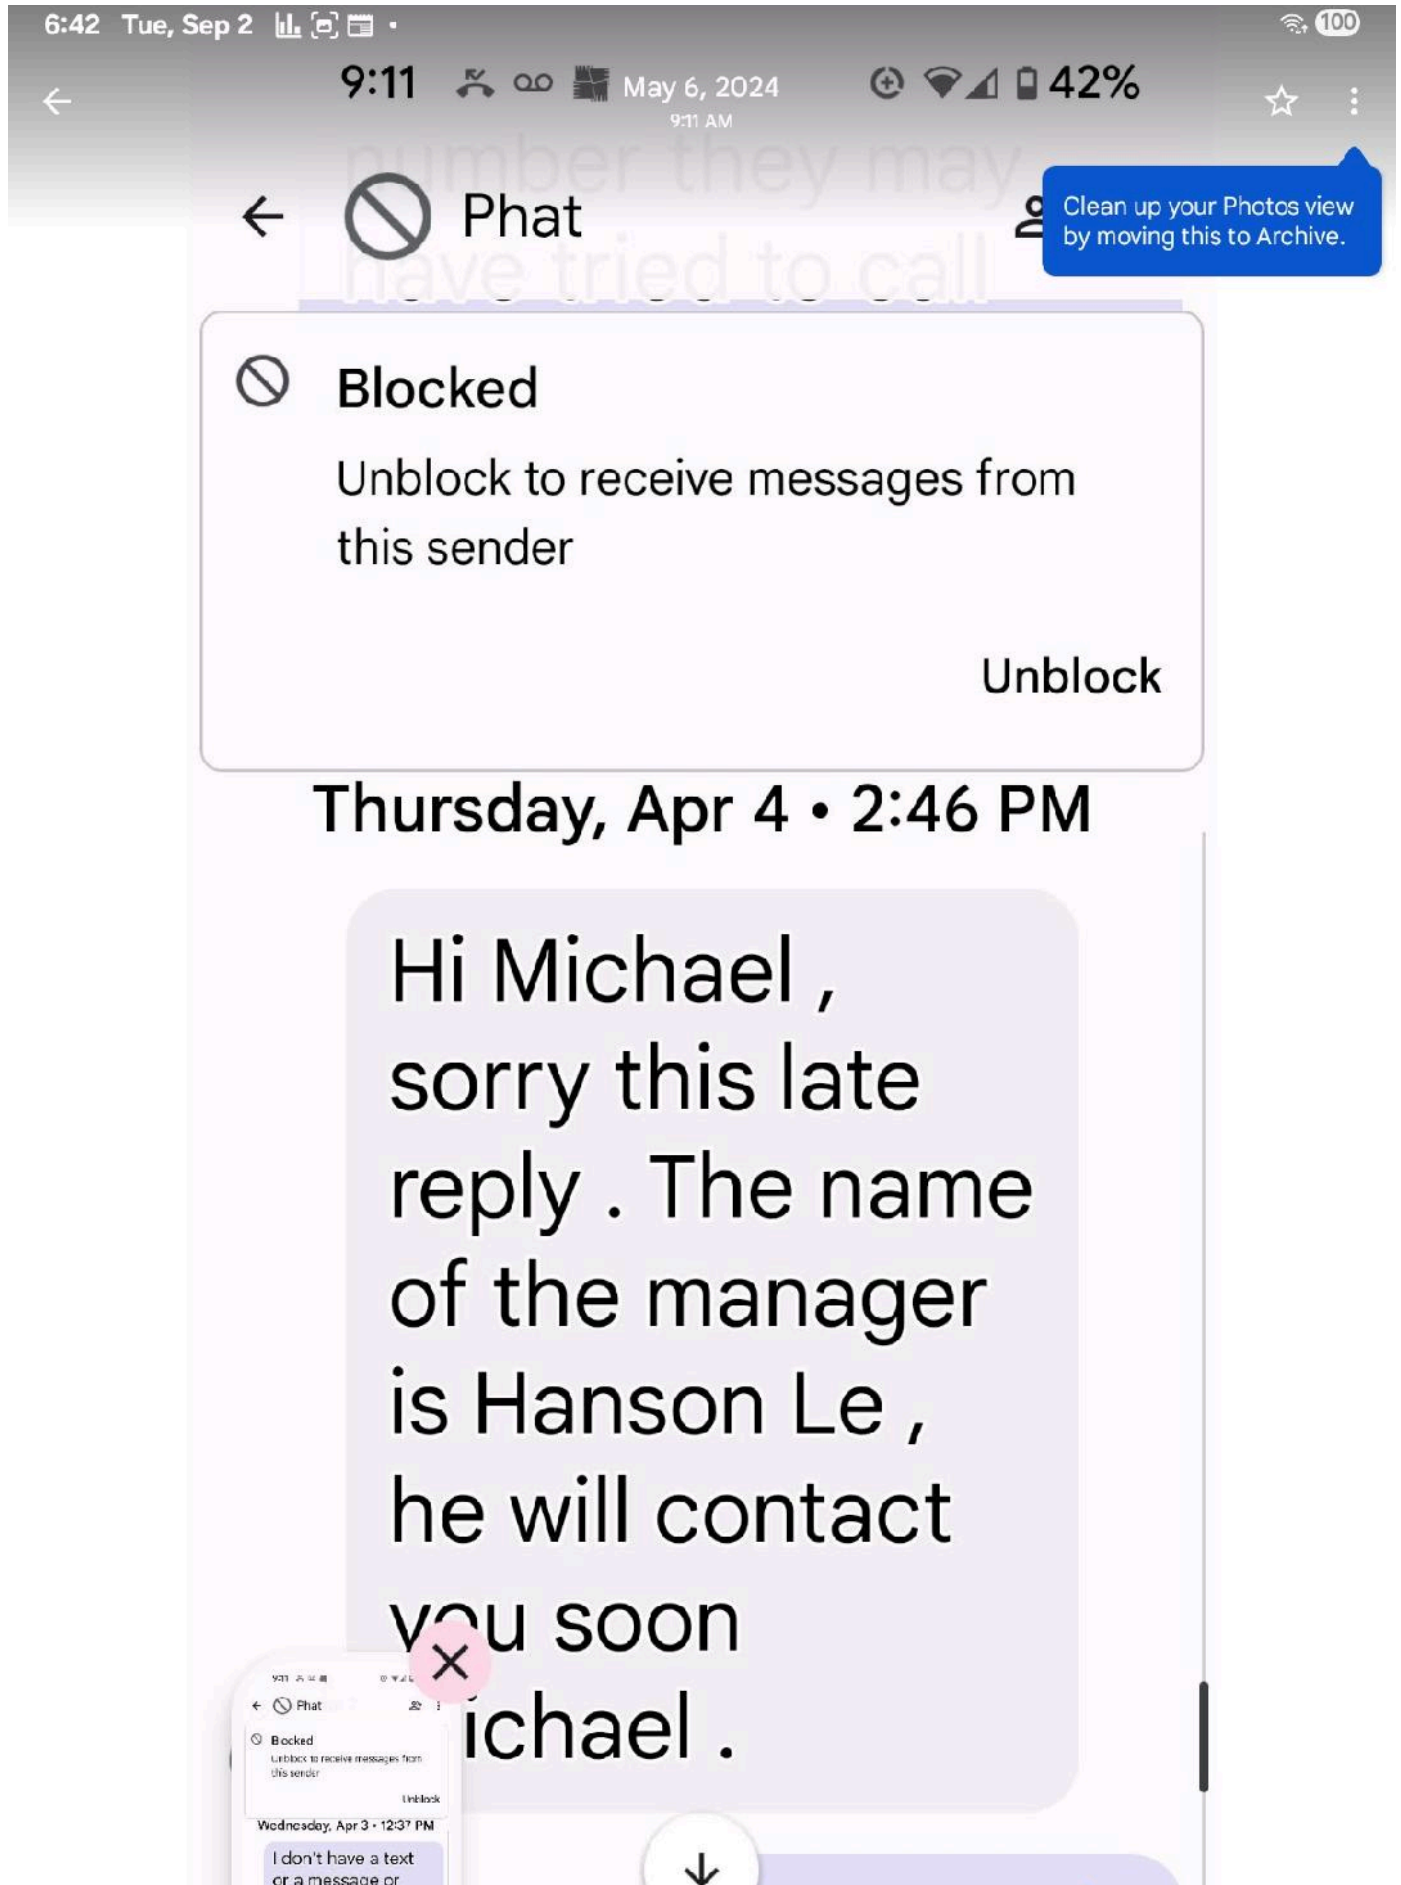 6:42 Tue, Sep 2
100
9:11 May 6, 2024 42%
9:11 AM
number they may
Phat
Clean up your Photos view
by moving this to Archive.
have tried to call
Blocked
Unblock to receive messages from
this sender
Unblock
Thursday, Apr 4 • 2:46 PM
Hi Michael ,
sorry this late
reply . The name
of the manager
is Hanson Le ,
he will contact
you soon
ichael .
9:11
Phat
Blocked
Unblock to receive messages from
this sender
Unblock
Wednesday, Apr 3 • 12:37 PM
I don't have a text
or a message or